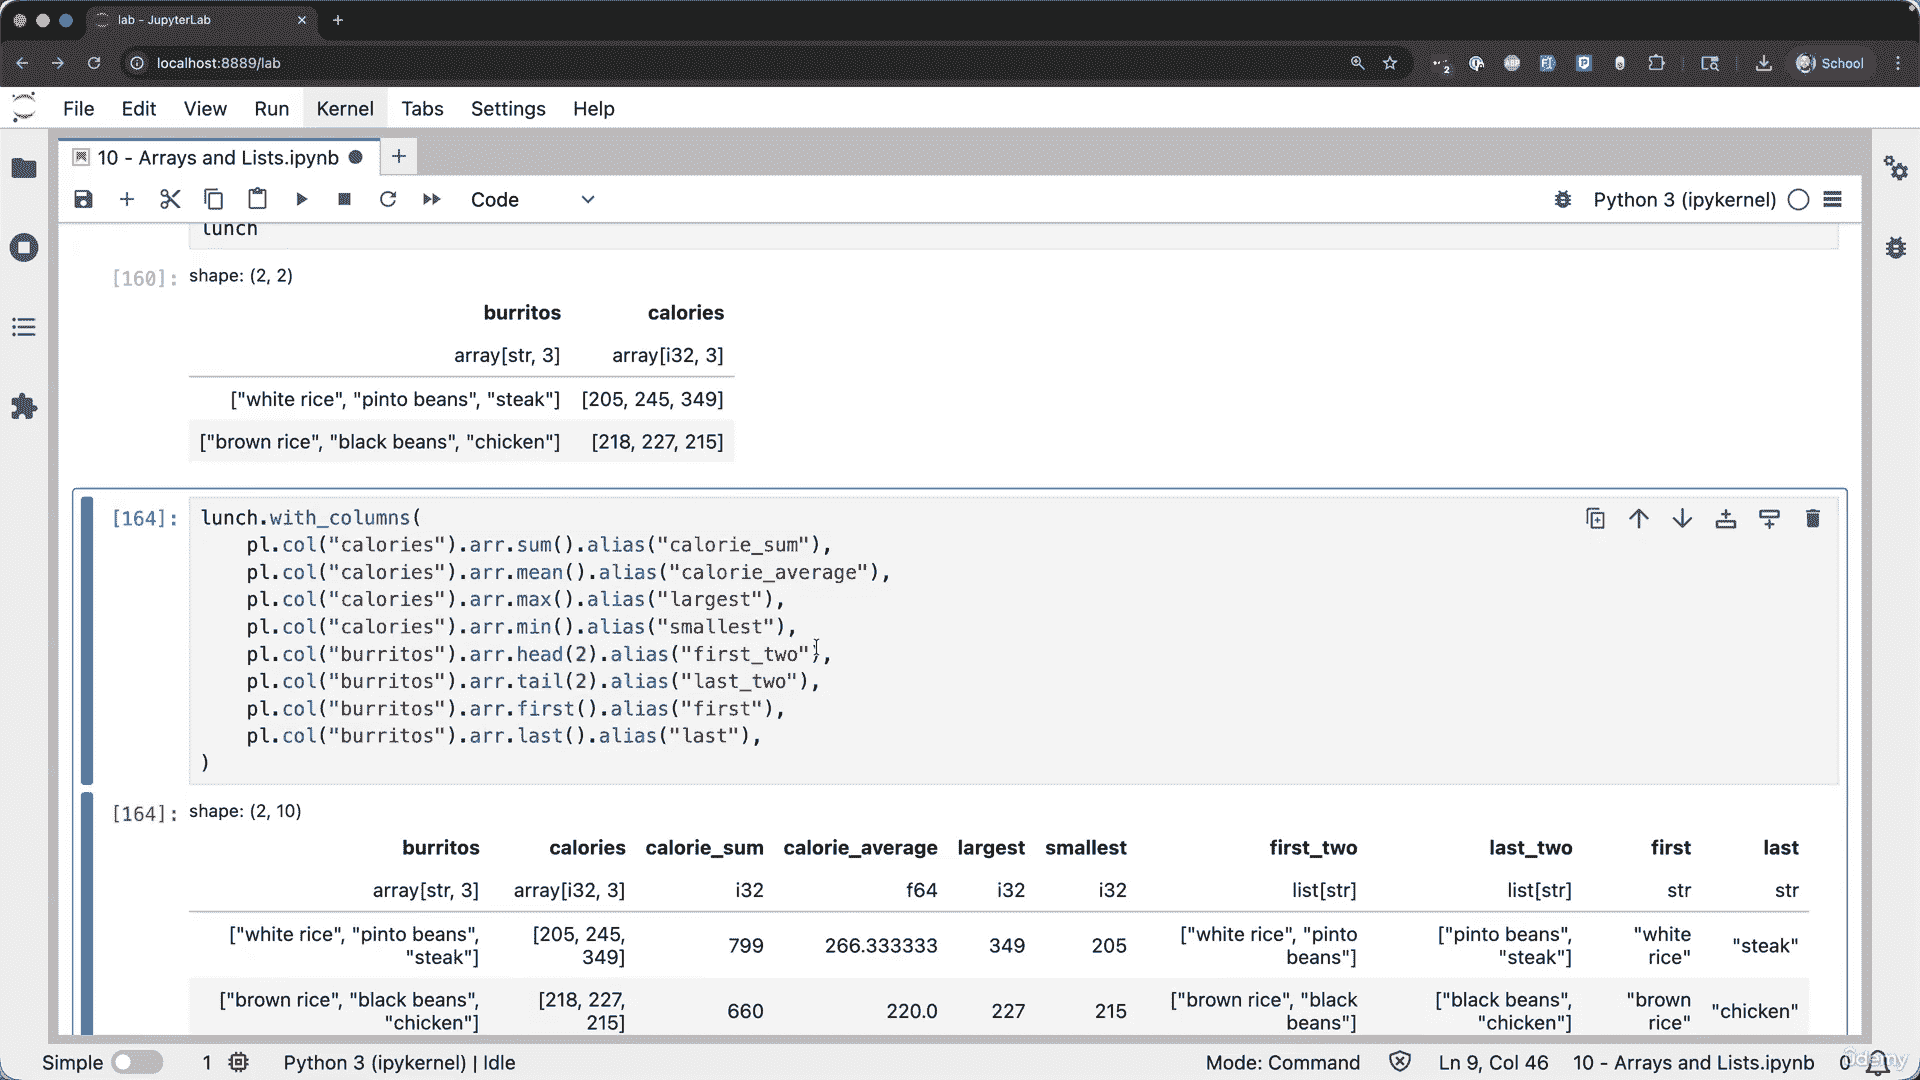 lab - JupyterLab
localhost:8889/lab
2
School
File Edit View Run Kernel Tabs Settings Help
10 - Arrays and Lists.ipynb
Code
Python 3 (ipykernel)
lunch
[160]: shape: (2, 2)
burritos calories
array[str, 3] array[i32, 3]
["white rice", "pinto beans", "steak"] [205, 245, 349]
["brown rice", "black beans", "chicken"] [218, 227, 215]
[164]: lunch.with_columns(
pl.col("calories").arr.sum().alias("calorie_sum"),
pl.col("calories").arr.mean().alias("calorie_average"),
pl.col("calories").arr.max().alias("largest"),
pl.col("calories").arr.min().alias("smallest"),
pl.col("burritos").arr.head(2).alias("first_two"),
pl.col("burritos").arr.tail(2).alias("last_two"),
pl.col("burritos").arr.first().alias("first"),
pl.col("burritos").arr.last().alias("last"),
)
[164]: shape: (2, 10)
burritos calories calorie_sum calorie_average largest smallest first_two last_two first last
array[str, 3] array[i32, 3] i32 f64 i32 i32 list[str] list[str] str str
["white rice", "pinto beans", "steak"] [205, 245, 349] 799 266.333333 349 205 ["white rice", "pinto beans"] ["pinto beans", "steak"] "white rice" "steak"
["brown rice", "black beans", "chicken"] [218, 227, 215] 660 220.0 227 215 ["brown rice", "black beans"] ["black beans", "chicken"] "brown rice" "chicken"
Simple 1 Python 3 (ipykernel) | Idle Mode: Command Ln 9, Col 46 10 - Arrays and Lists.ipynb 0
udemy